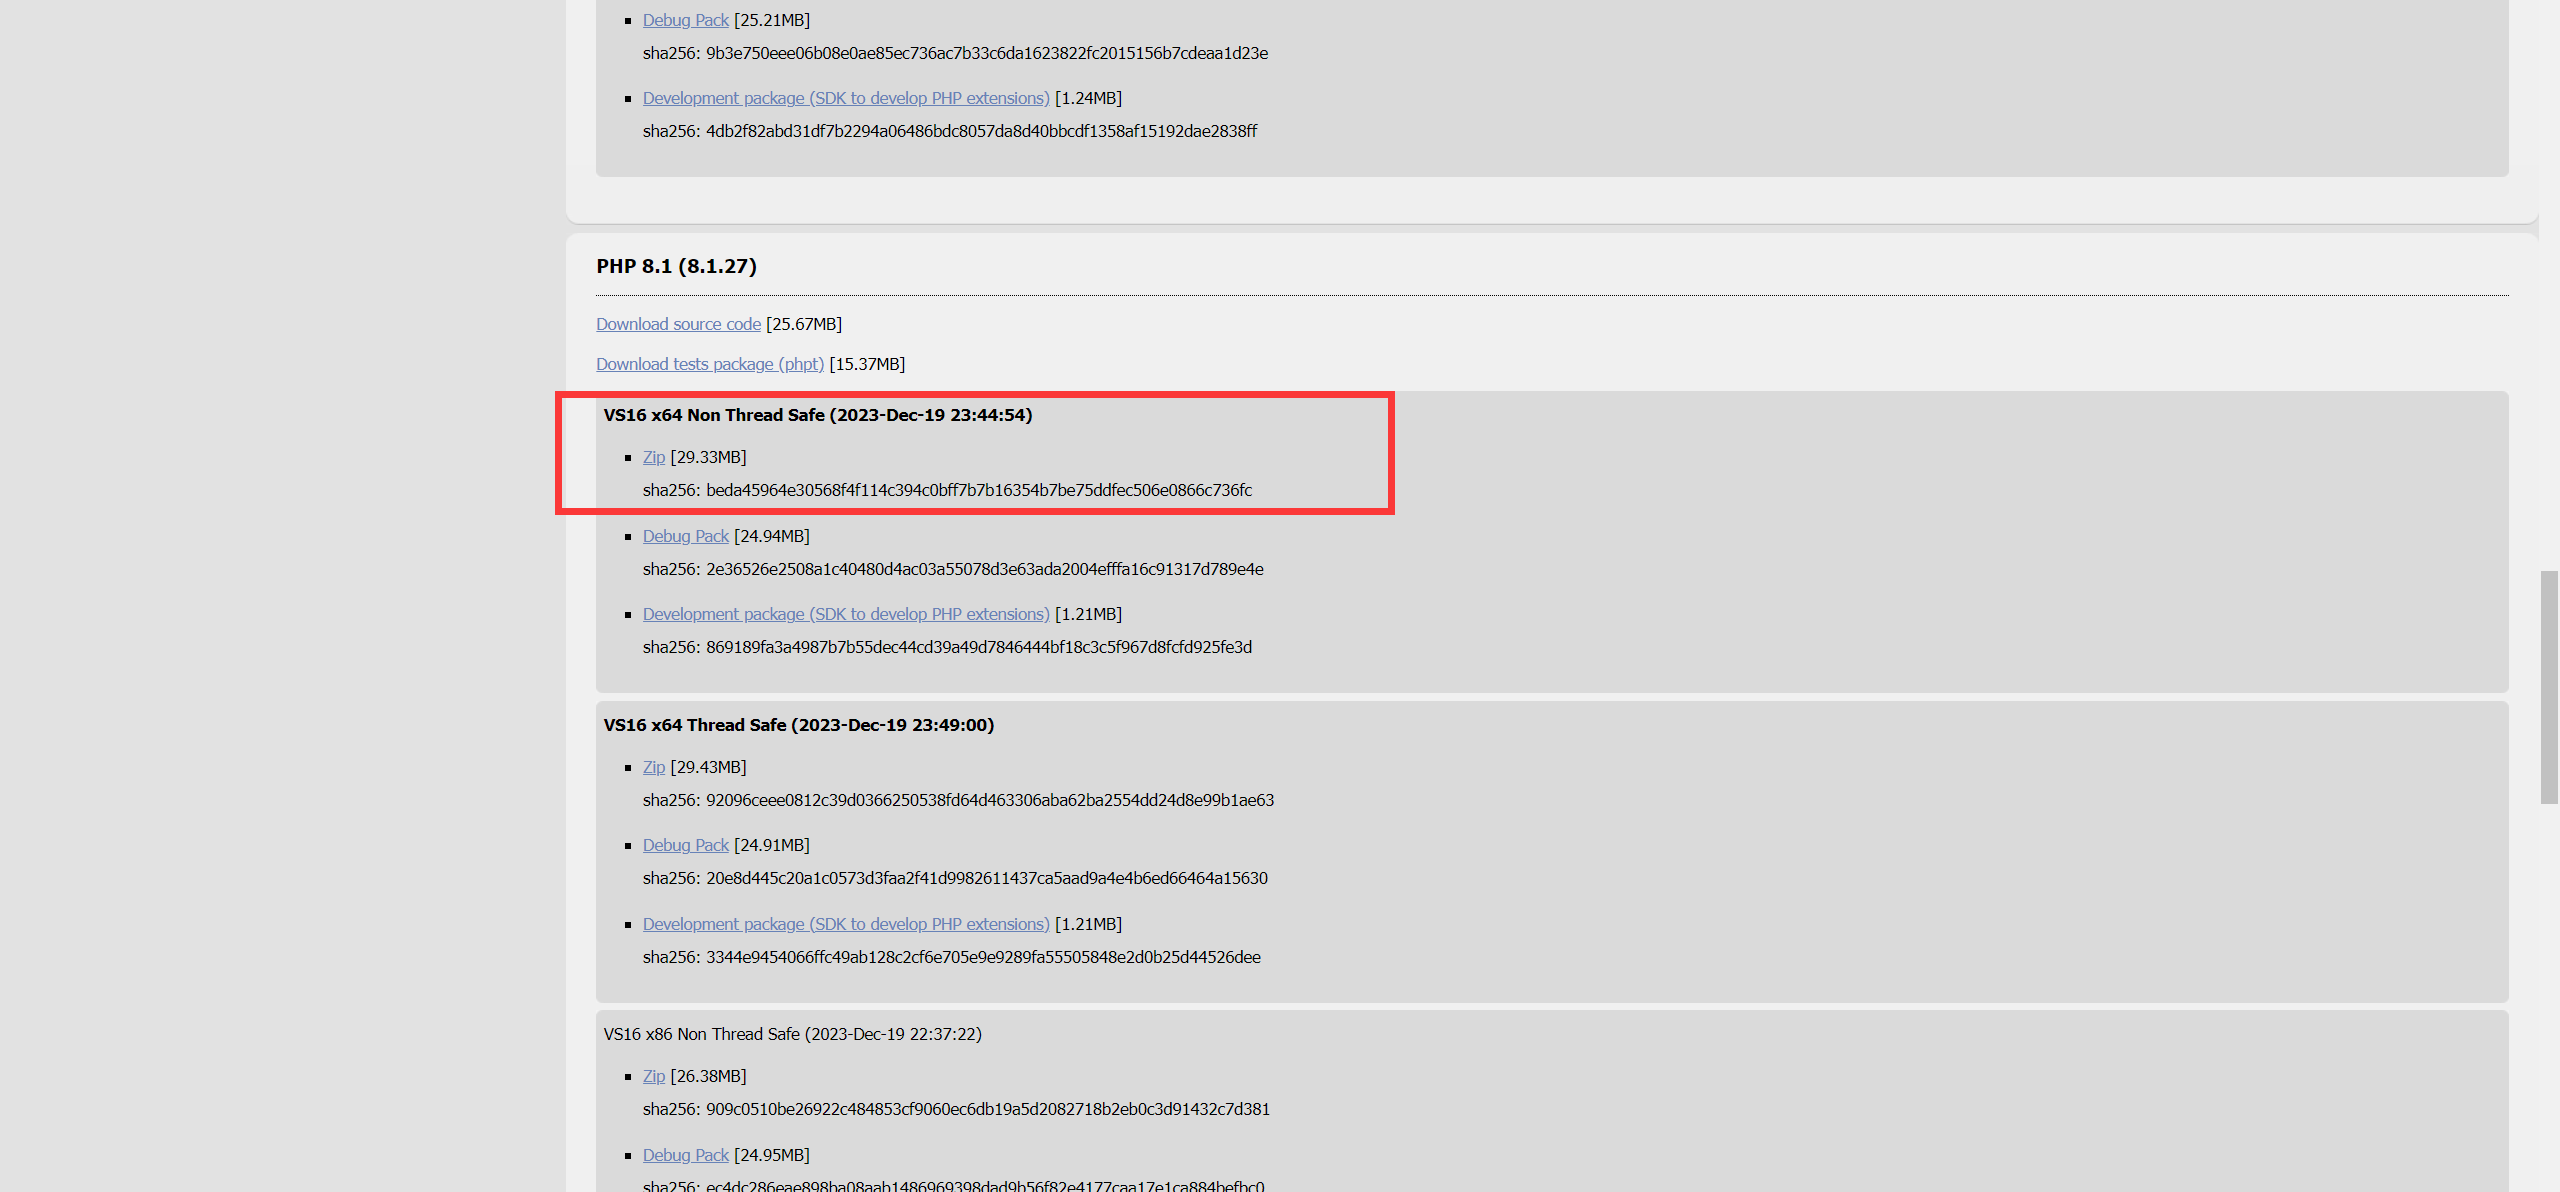 Debug Pack [25.21MB]
sha256: 9b3e750eee06b08e0ae85ec736ac7b33c6da1623822fc2015156b7cdeaa1d23e
Development package (SDK to develop PHP extensions) [1.24MB]
sha256: 4db2f82abd31df7b2294a06486bdc8057da8d40bbcdf1358af15192dae2838ff
PHP 8.1 (8.1.27)
Download source code [25.67MB]
Download tests package (phpt) [15.37MB]
VS16 x64 Non Thread Safe (2023-Dec-19 23:44:54)
Zip [29.33MB]
sha256: beda45964e30568f4f114c394c0bff7b7b16354b7be75ddfec506e0866c736fc
Debug Pack [24.94MB]
sha256: 2e36526e2508a1c40480d4ac03a55078d3e63ada2004efffa16c91317d789e4e
Development package (SDK to develop PHP extensions) [1.21MB]
sha256: 869189fa3a4987b7b55dec44cd39a49d7846444bf18c3c5f967d8fcfd925fe3d
VS16 x64 Thread Safe (2023-Dec-19 23:49:00)
Zip [29.43MB]
sha256: 92096ceee0812c39d0366250538fd64d463306aba62ba2554dd24d8e99b1ae63
Debug Pack [24.91MB]
sha256: 20e8d445c20a1c0573d3faa2f41d9982611437ca5aad9a4e4b6ed66464a15630
Development package (SDK to develop PHP extensions) [1.21MB]
sha256: 3344e9454066ffc49ab128c2cf6e705e9e9289fa55505848e2d0b25d44526dee
VS16 x86 Non Thread Safe (2023-Dec-19 22:37:22)
Zip [26.38MB]
sha256: 909c0510be26922c484853cf9060ec6db19a5d2082718b2eb0c3d91432c7d381
Debug Pack [24.95MB]
sha256: ec4dc286eae898ba08aab1486969398dad9b56f82e4177caa17e1ca884befbc0